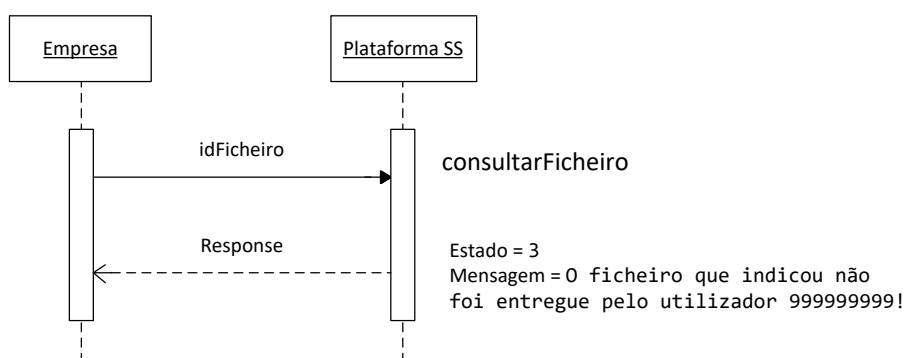 Empresa
Plataforma SS
idFicheiro
consultarFicheiro
Response
Estado = 3
Mensagem = O ficheiro que indicou não
foi entregue pelo utilizador 999999999!